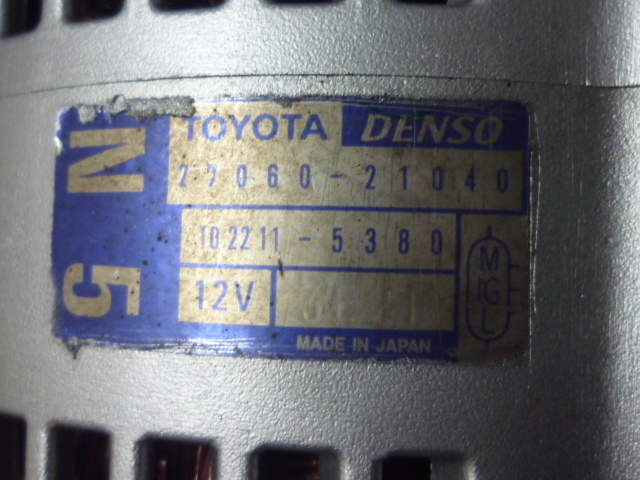 N 5
TOYOTA DENSO
27060-21040
102211-5380
12V
MADE IN JAPAN
M
IG
L